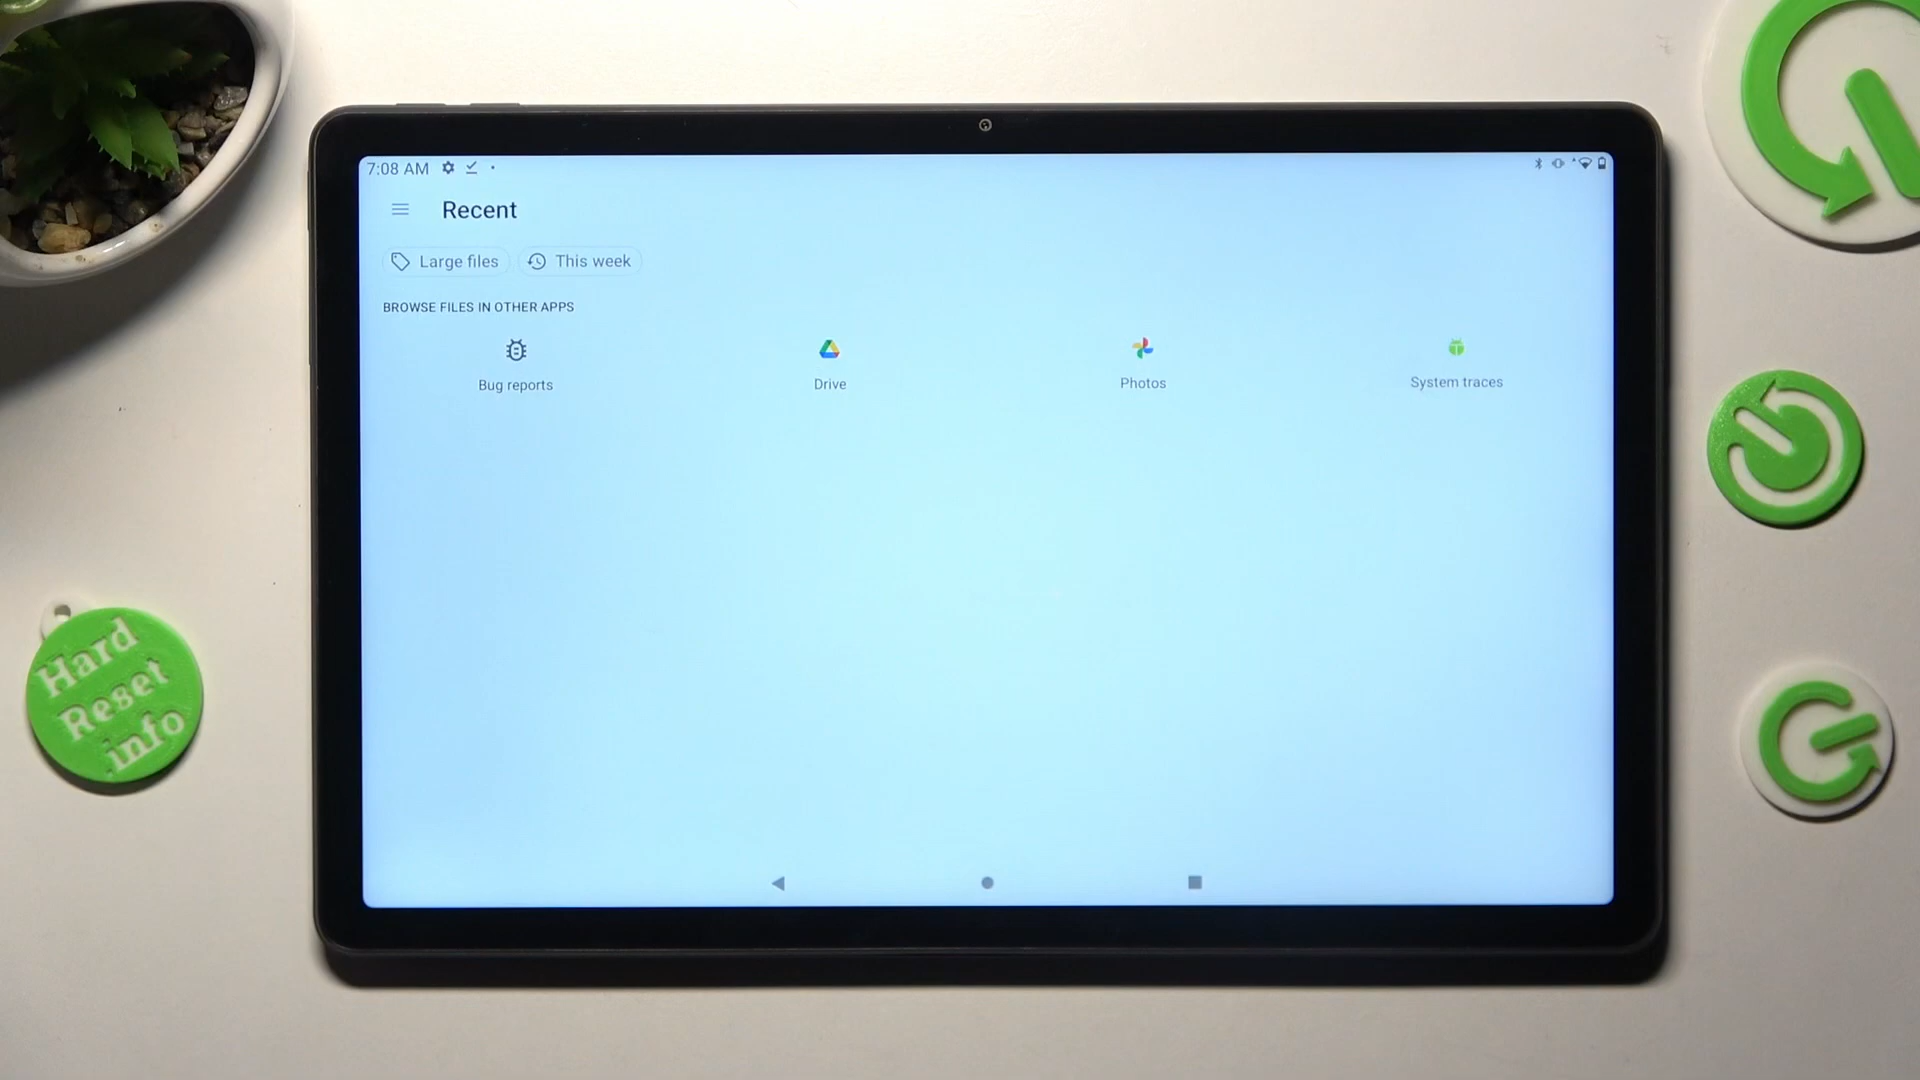 7:08 AM
Recent
Large files
This week
BROWSE FILES IN OTHER APPS
Bug reports
Drive
Photos
System traces
Hard
Reset
info